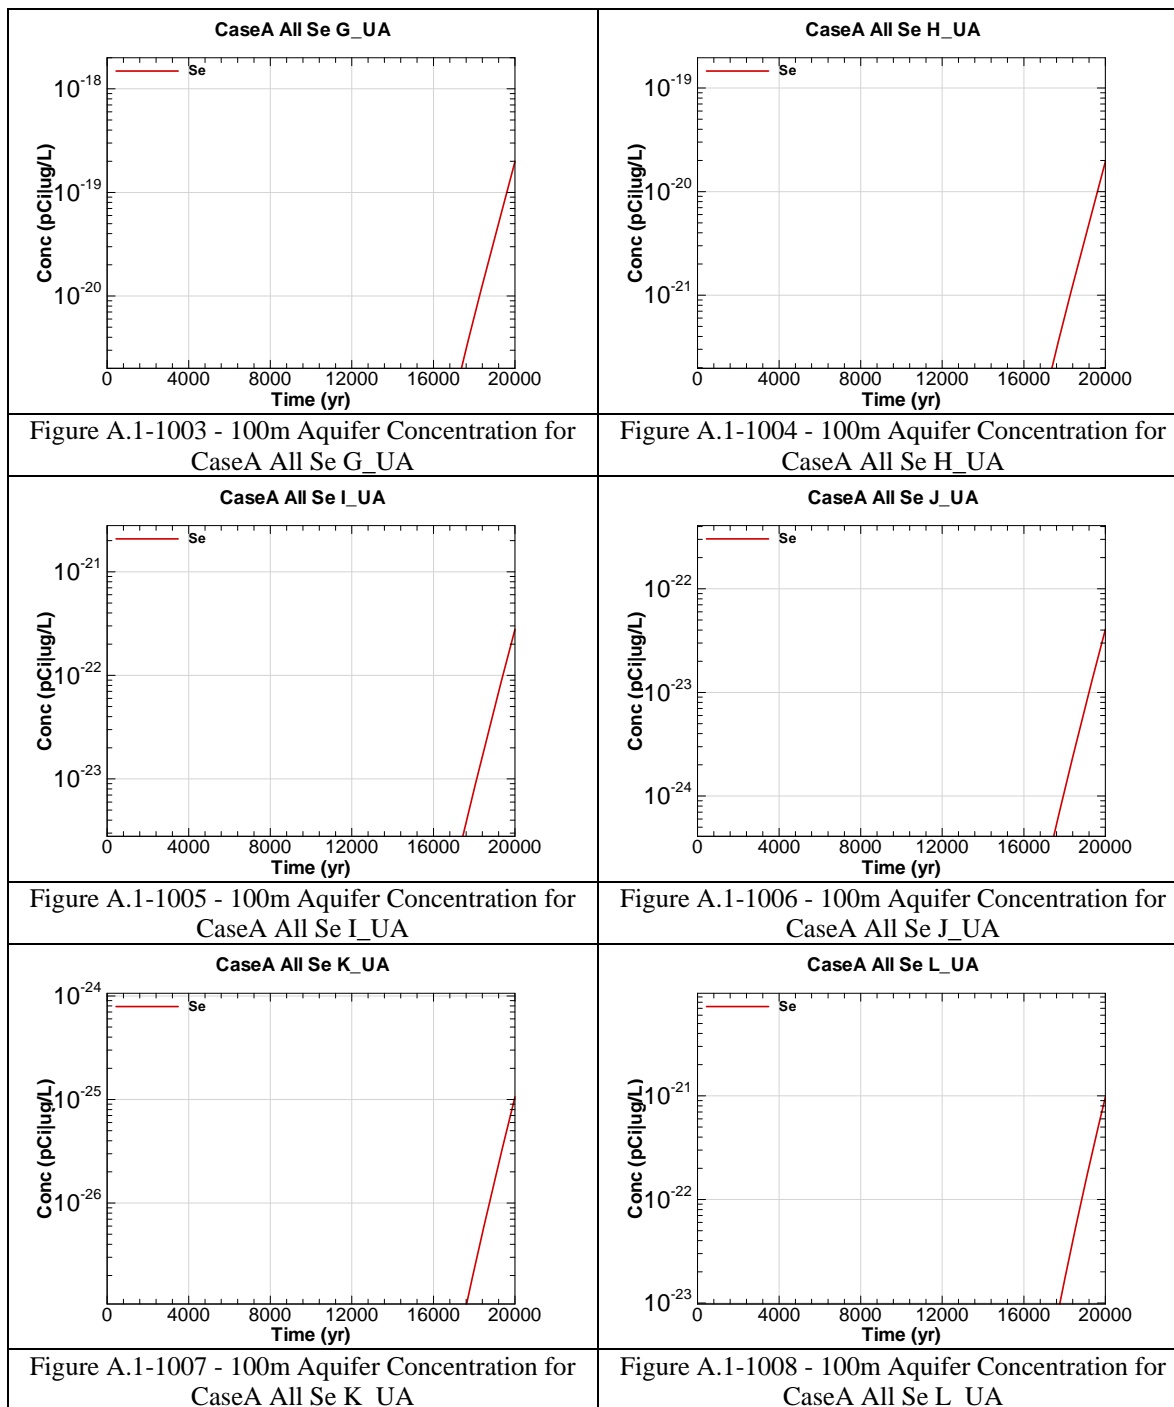 CaseA All Se G_UA
Se
10-18
10-19
10-20
Conc (pCi|ug/L)
0 4000 8000 12000 16000 20000
Time (yr)
Figure A.1-1003 - 100m Aquifer Concentration for
CaseA All Se G_UA
CaseA All Se H_UA
Se
10-19
10-20
10-21
Conc (pCi|ug/L)
0 4000 8000 12000 16000 20000
Time (yr)
Figure A.1-1004 - 100m Aquifer Concentration for
CaseA All Se H_UA
CaseA All Se I_UA
Se
10-21
10-22
10-23
Conc (pCi|ug/L)
0 4000 8000 12000 16000 20000
Time (yr)
Figure A.1-1005 - 100m Aquifer Concentration for
CaseA All Se I_UA
CaseA All Se J_UA
Se
10-22
10-23
10-24
Conc (pCi|ug/L)
0 4000 8000 12000 16000 20000
Time (yr)
Figure A.1-1006 - 100m Aquifer Concentration for
CaseA All Se J_UA
CaseA All Se K_UA
Se
10-24
10-25
10-26
Conc (pCi|ug/L)
0 4000 8000 12000 16000 20000
Time (yr)
Figure A.1-1007 - 100m Aquifer Concentration for
CaseA All Se K_UA
CaseA All Se L_UA
Se
10-21
10-22
10-23
Conc (pCi|ug/L)
0 4000 8000 12000 16000 20000
Time (yr)
Figure A.1-1008 - 100m Aquifer Concentration for
CaseA All Se L_UA